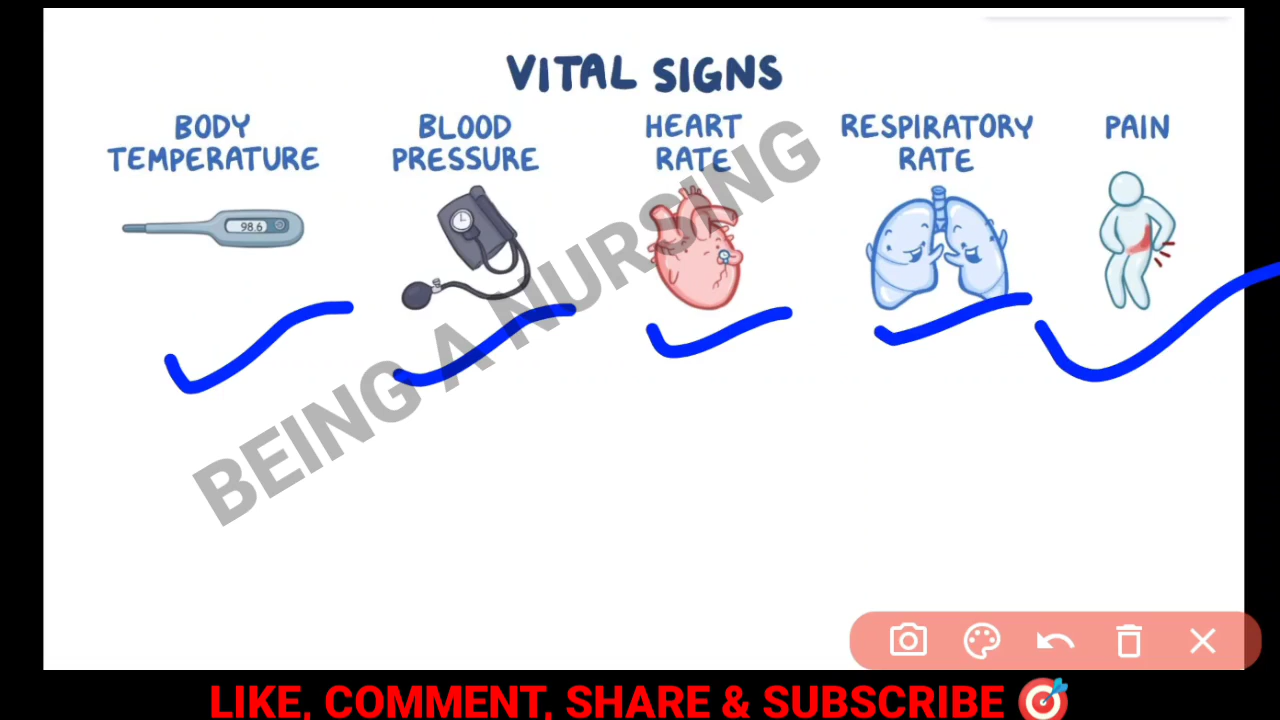 VITAL SIGNS
BODY
TEMPERATURE
BLOOD
PRESSURE
HEART
RATE
RESPIRATORY
RATE
PAIN
98.6
BEING A NURSING
LIKE, COMMENT, SHARE & SUBSCRIBE 🎯